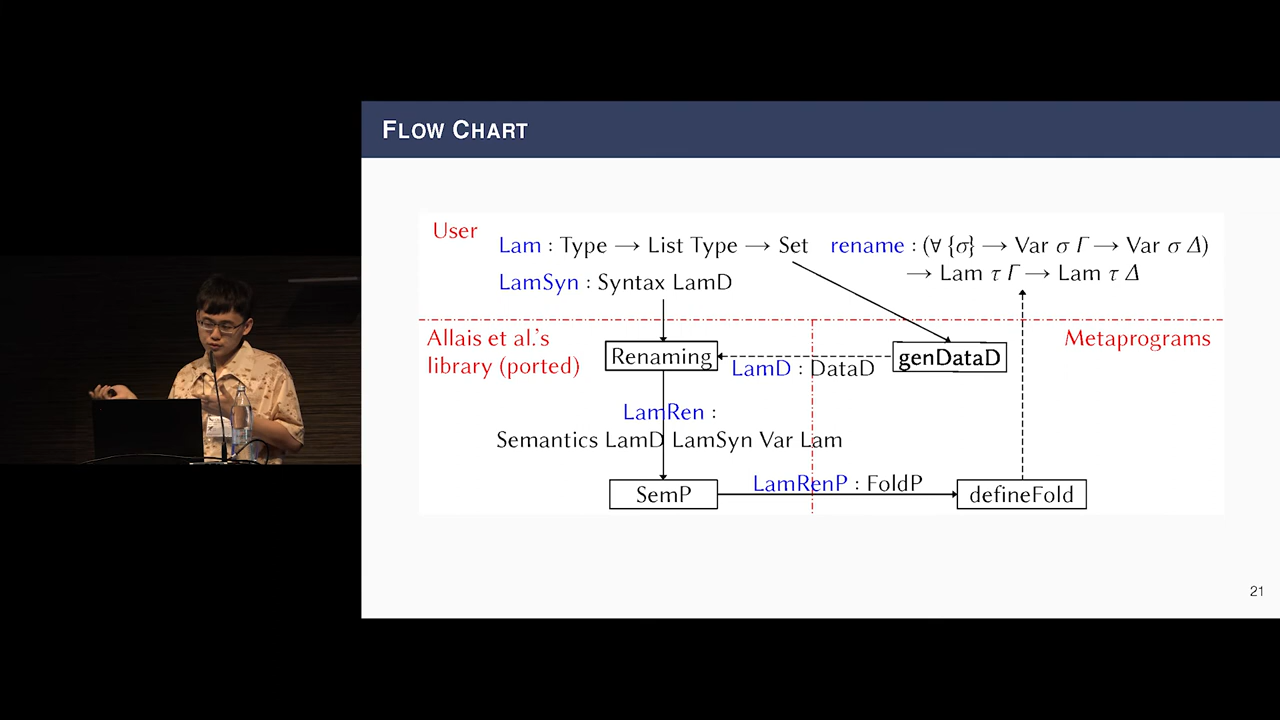 FLOW CHART
User
Lam : Type → List Type → Set
rename : (∀ {σ} → Var σ Γ → Var σ Δ)
→ Lam τ Γ → Lam τ Δ
LamSyn : Syntax LamD
Allais et al.'s
library (ported)
Metaprograms
Renaming
LamD : DataD
genDataD
LamRen :
Semantics LamD LamSyn Var Lam
SemP
LamRenP : FoldP
defineFold
21